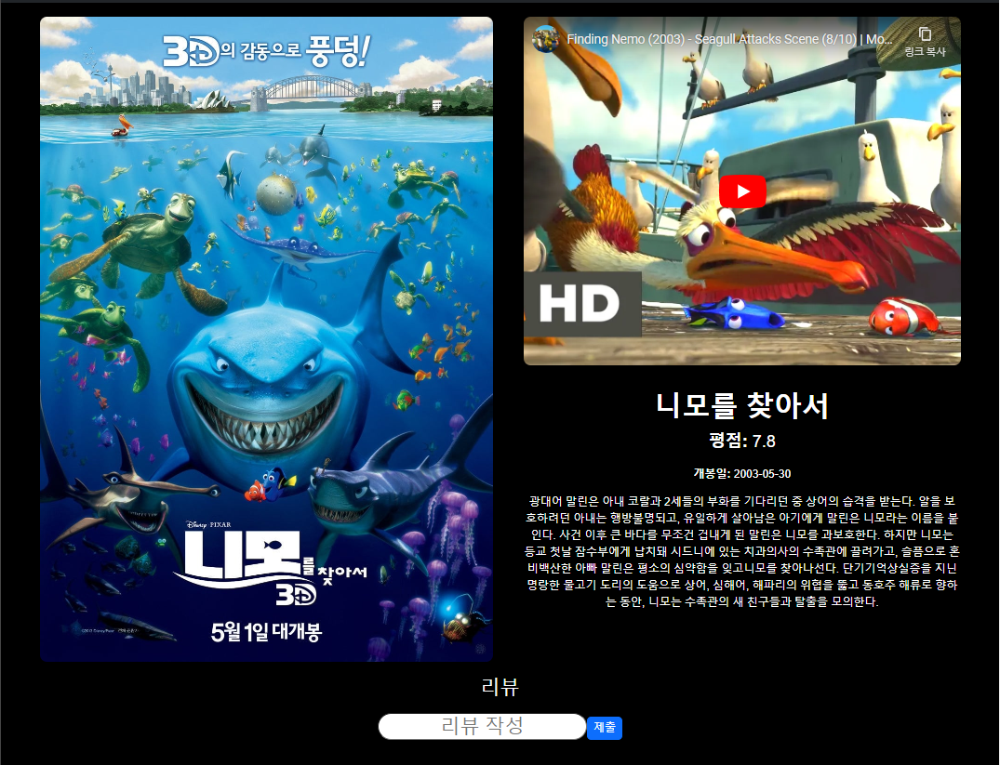 3D의 감동으로 풍덩!
Disney PIXAR
니모를 찾아서
3D
5월 1일 대개봉
Finding Nemo (2003) - Seagull Attacks Scene (8/10) | Mo...
링크 복사
HD
니모를 찾아서
평점: 7.8
개봉일: 2003-05-30
광대어 말린은 아내 코랄과 2세들의 부화를 기다리던 중 상어의 습격을 받는다. 알을 보
호하려던 아내는 행방불명되고, 유일하게 살아남은 아기에게 말린은 니모라는 이름을 붙
인다. 사건 이후 큰 바다를 무조건 겁내게 된 말린은 니모를 과보호한다. 하지만 니모는
등교 첫날 잠수부에게 납치돼 시드니에 있는 치과의사의 수족관에 끌려가고, 슬픔으로 혼
비백산한 아빠 말린은 평소의 심약함을 잊고니모를 찾아나선다. 단기기억상실증을 지닌
명랑한 물고기 도리의 도움으로 상어, 심해어, 해파리의 위협을 뚫고 동호주 해류로 향하
는 동안, 니모는 수족관의 새 친구들과 탈출을 모의한다.
리뷰
리뷰 작성
제출